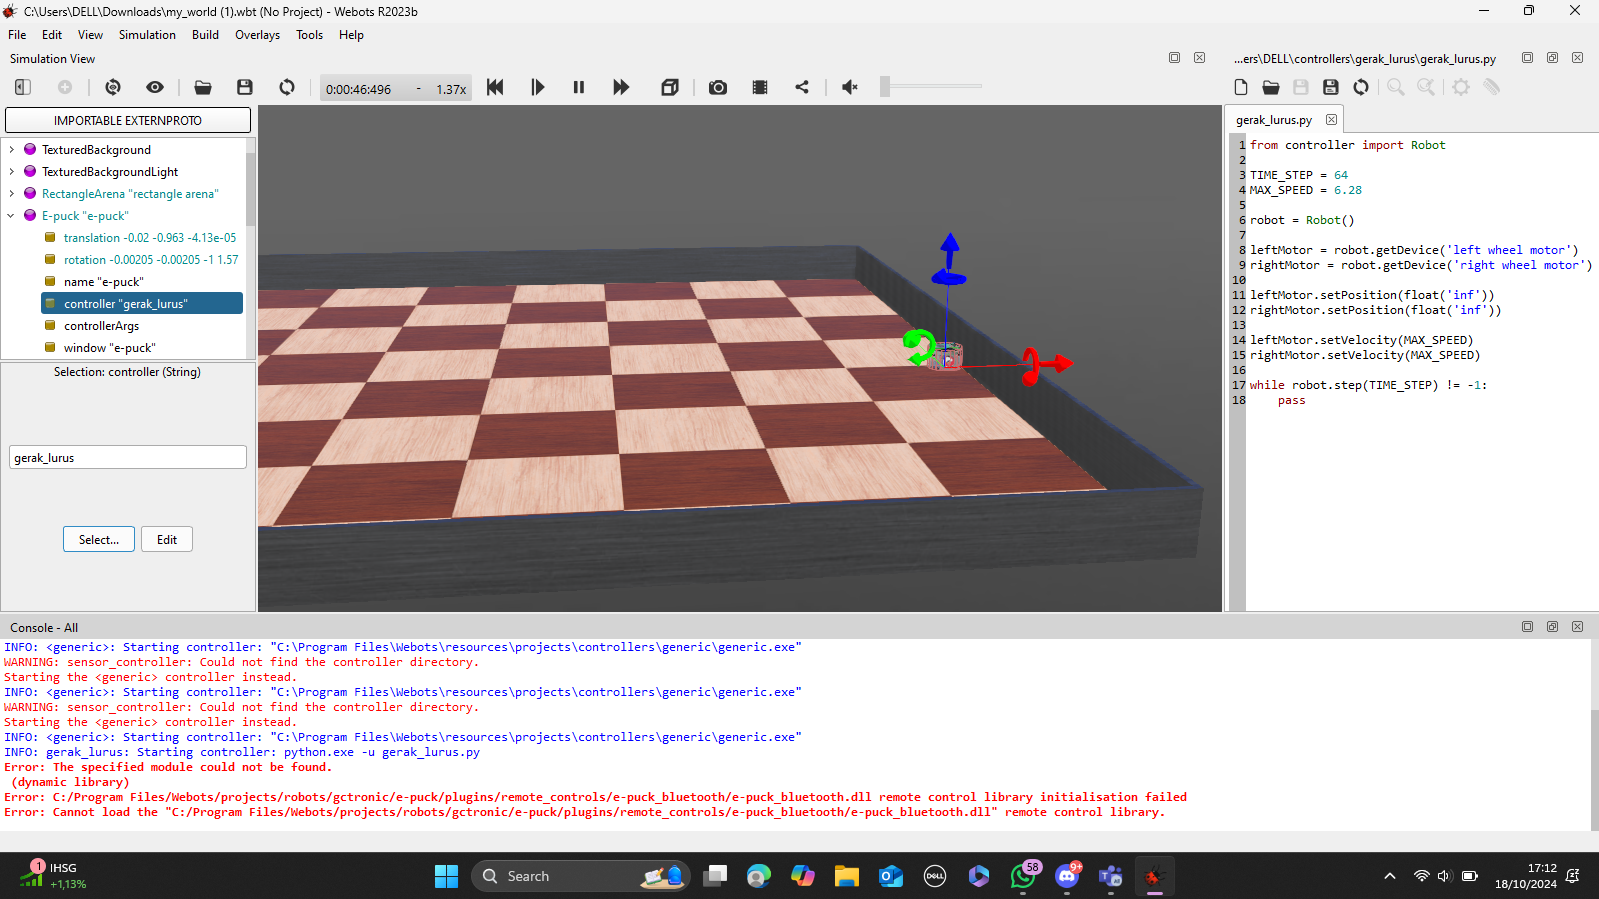 C:\Users\DELL\Downloads\my_world (1).wbt (No Project) - Webots R2023b
File Edit View Simulation Build Overlays Tools Help
Simulation View
...ers\DELL\controllers\gerak_lurus\gerak_lurus.py
0:00:46:496 - 1.37x
IMPORTABLE EXTERNPROTO
TexturedBackground
TexturedBackgroundLight
RectangleArena "rectangle arena"
E-puck "e-puck"
translation -0.02 -0.963 -4.13e-05
rotation -0.00205 -0.00205 -1 1.57
name "e-puck"
controller "gerak_lurus"
controllerArgs
window "e-puck"
Selection: controller (String)
gerak_lurus
Select... Edit
gerak_lurus.py
1 from controller import Robot
2
3 TIME_STEP = 64
4 MAX_SPEED = 6.28
5
6 robot = Robot()
7
8 leftMotor = robot.getDevice('left wheel motor')
9 rightMotor = robot.getDevice('right wheel motor')
10
11 leftMotor.setPosition(float('inf'))
12 rightMotor.setPosition(float('inf'))
13
14 leftMotor.setVelocity(MAX_SPEED)
15 rightMotor.setVelocity(MAX_SPEED)
16
17 while robot.step(TIME_STEP) != -1:
18     pass
Console - All
INFO: <generic>: Starting controller: "C:\Program Files\Webots\resources\projects\controllers\generic\generic.exe"
WARNING: sensor_controller: Could not find the controller directory.
Starting the <generic> controller instead.
INFO: <generic>: Starting controller: "C:\Program Files\Webots\resources\projects\controllers\generic\generic.exe"
WARNING: sensor_controller: Could not find the controller directory.
Starting the <generic> controller instead.
INFO: <generic>: Starting controller: "C:\Program Files\Webots\resources\projects\controllers\generic\generic.exe"
INFO: gerak_lurus: Starting controller: python.exe -u gerak_lurus.py
Error: The specified module could not be found.
(dynamic library)
Error: C:/Program Files/Webots/projects/robots/gctronic/e-puck/plugins/remote_controls/e-puck_bluetooth/e-puck_bluetooth.dll remote control library initialisation failed
Error: Cannot load the "C:/Program Files/Webots/projects/robots/gctronic/e-puck/plugins/remote_controls/e-puck_bluetooth/e-puck_bluetooth.dll" remote control library.
1
IHSG
+1,13%
Search
DELL
58
9+
17:12
18/10/2024